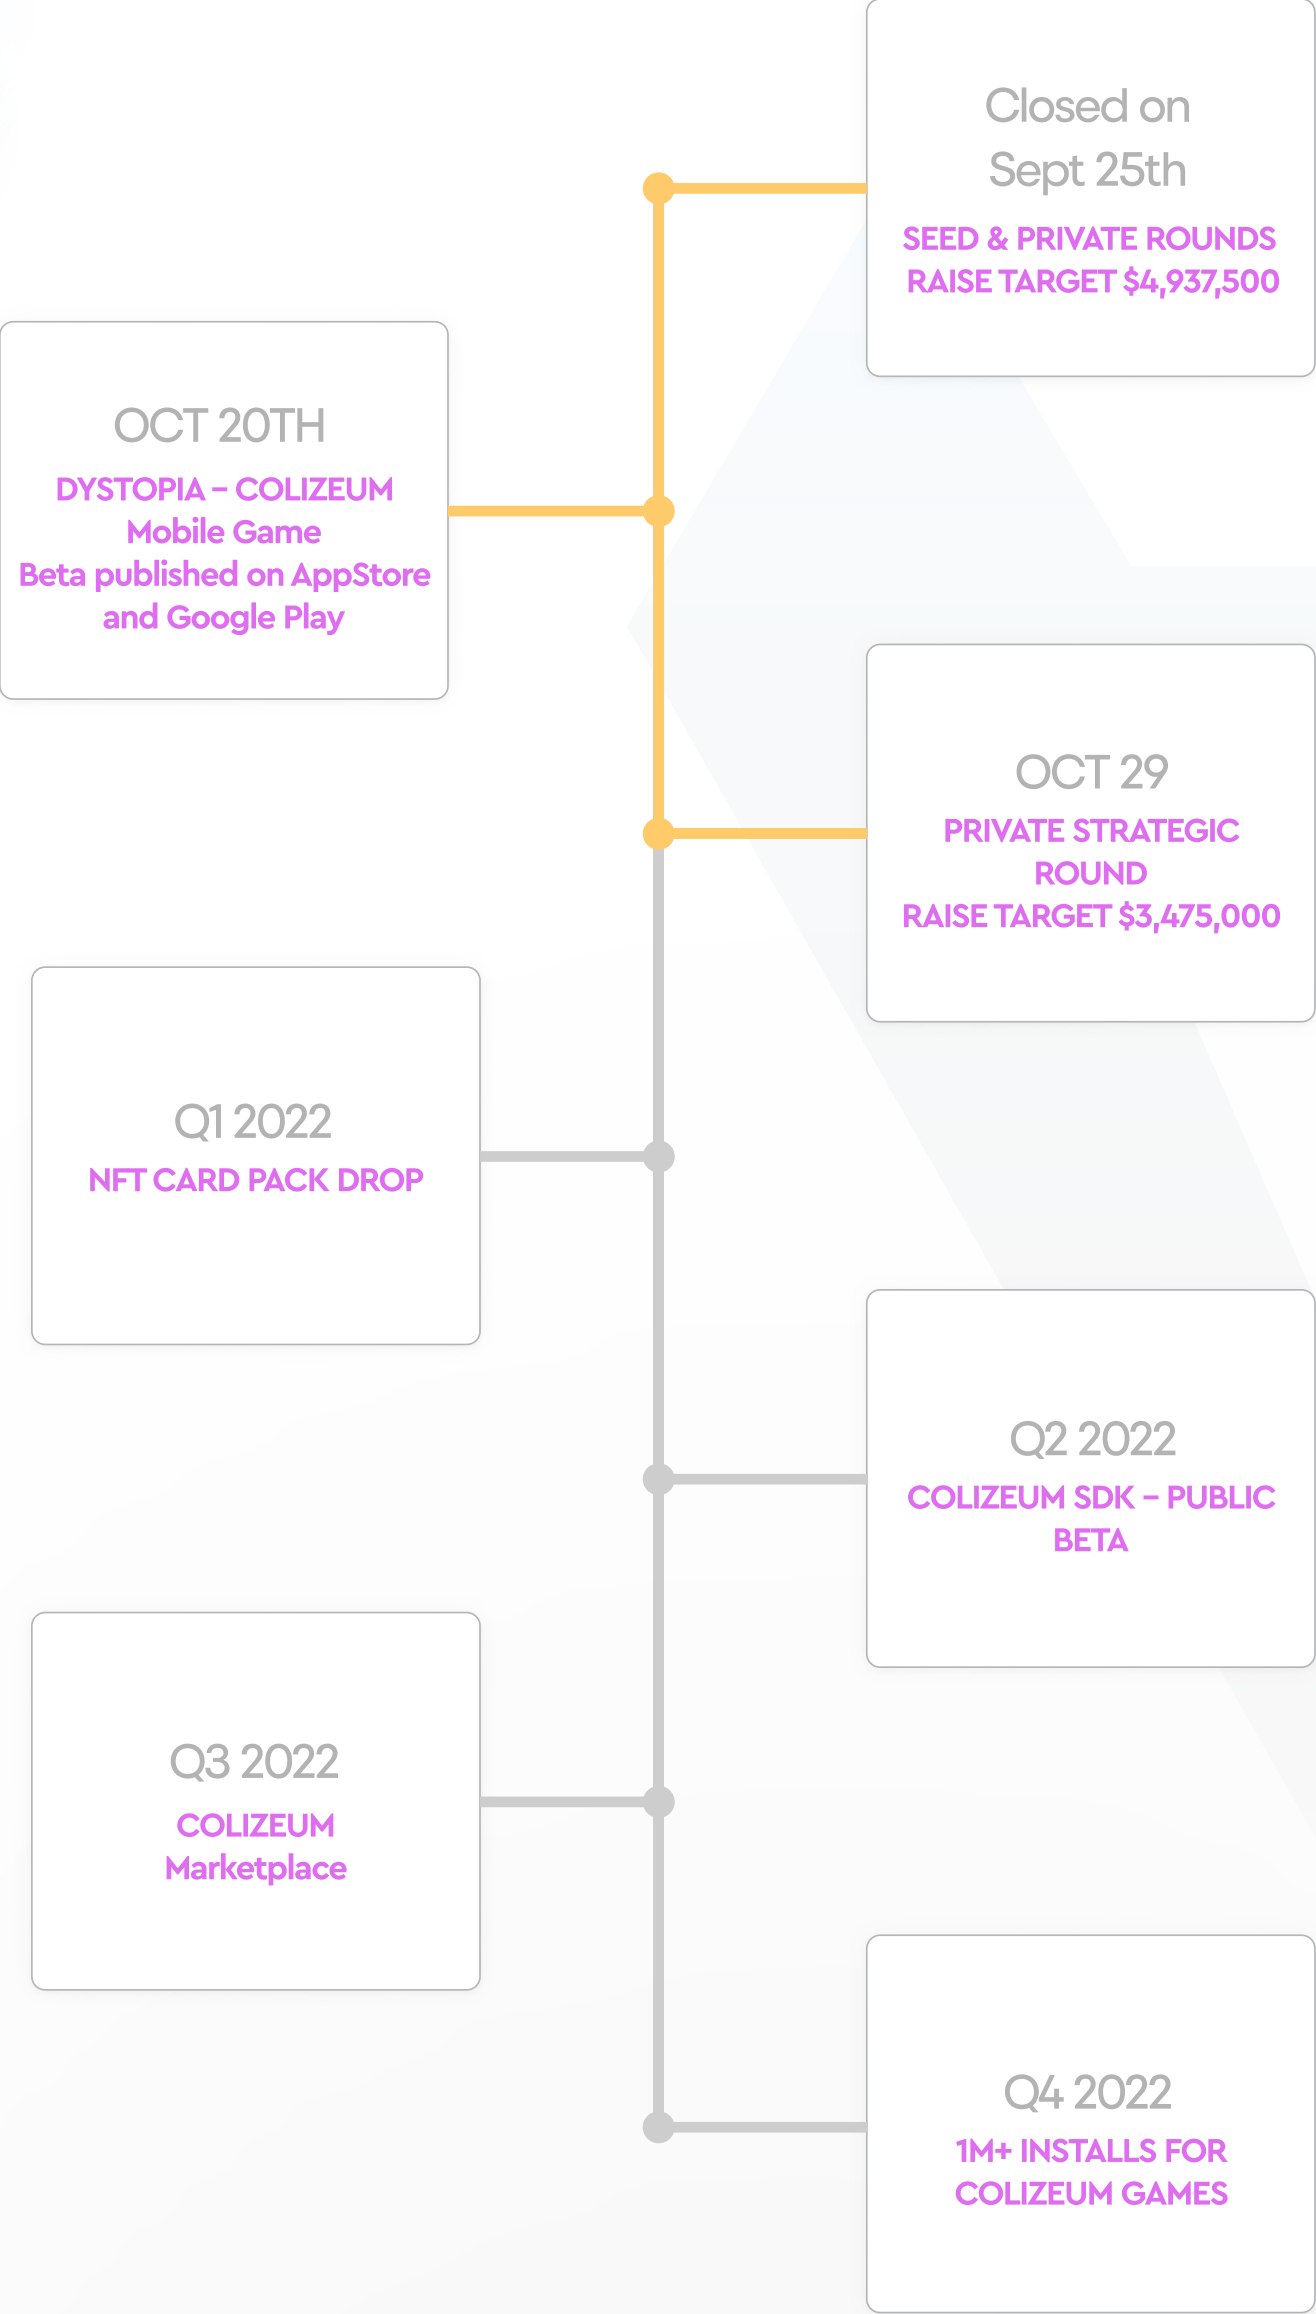 Closed on
Sept 25th
SEED & PRIVATE ROUNDS
RAISE TARGET $4,937,500
OCT 20TH
DYSTOPIA - COLIZEUM
Mobile Game
Beta published on AppStore
and Google Play
OCT 29
PRIVATE STRATEGIC
ROUND
RAISE TARGET $3,475,000
Q1 2022
NFT CARD PACK DROP
Q2 2022
COLIZEUM SDK - PUBLIC
BETA
Q3 2022
COLIZEUM
Marketplace
Q4 2022
1M+ INSTALLS FOR
COLIZEUM GAMES